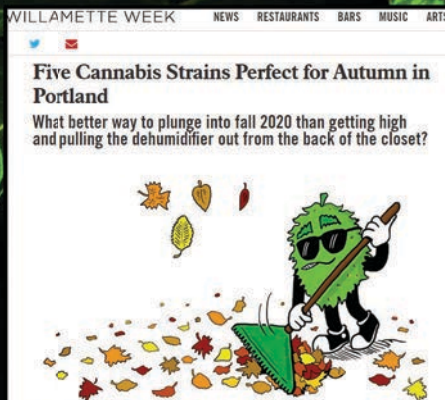 WILLAMETTE WEEK NEWS RESTAURANTS BARS MUSIC ARTS
Five Cannabis Strains Perfect for Autumn in
Portland
What better way to plunge into fall 2020 than getting high
and pulling the dehumidifier out from the back of the closet?